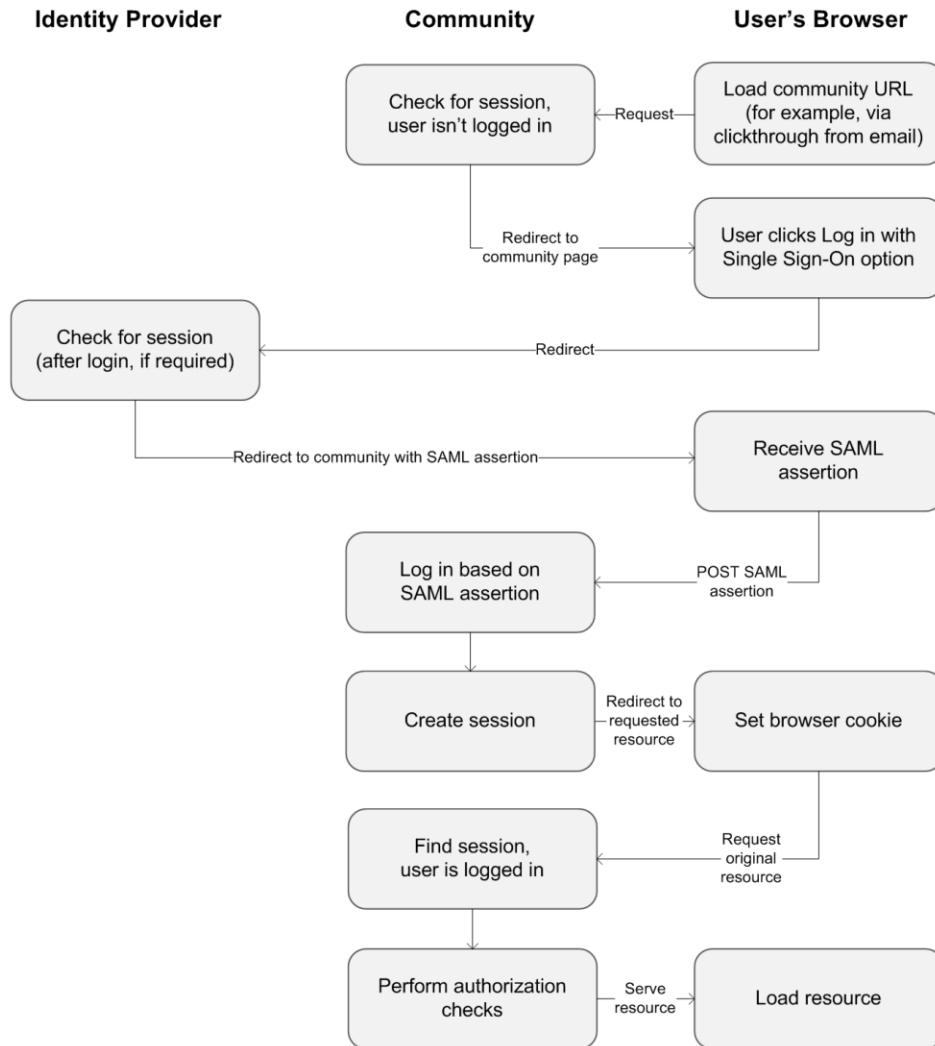 Identity Provider
Community
User’s Browser
Check for session,
user isn’t logged in
Request
Load community URL
(for example, via
clickthrough from email)
Redirect to
community page
User clicks Log in with
Single Sign-On option
Check for session
(after login, if required)
Redirect
Redirect to community with SAML assertion
Receive SAML
assertion
Log in based on
SAML assertion
POST SAML
assertion
Create session
Redirect to
requested
resource
Set browser cookie
Find session,
user is logged in
Request
original
resource
Perform authorization
checks
Serve
resource
Load resource